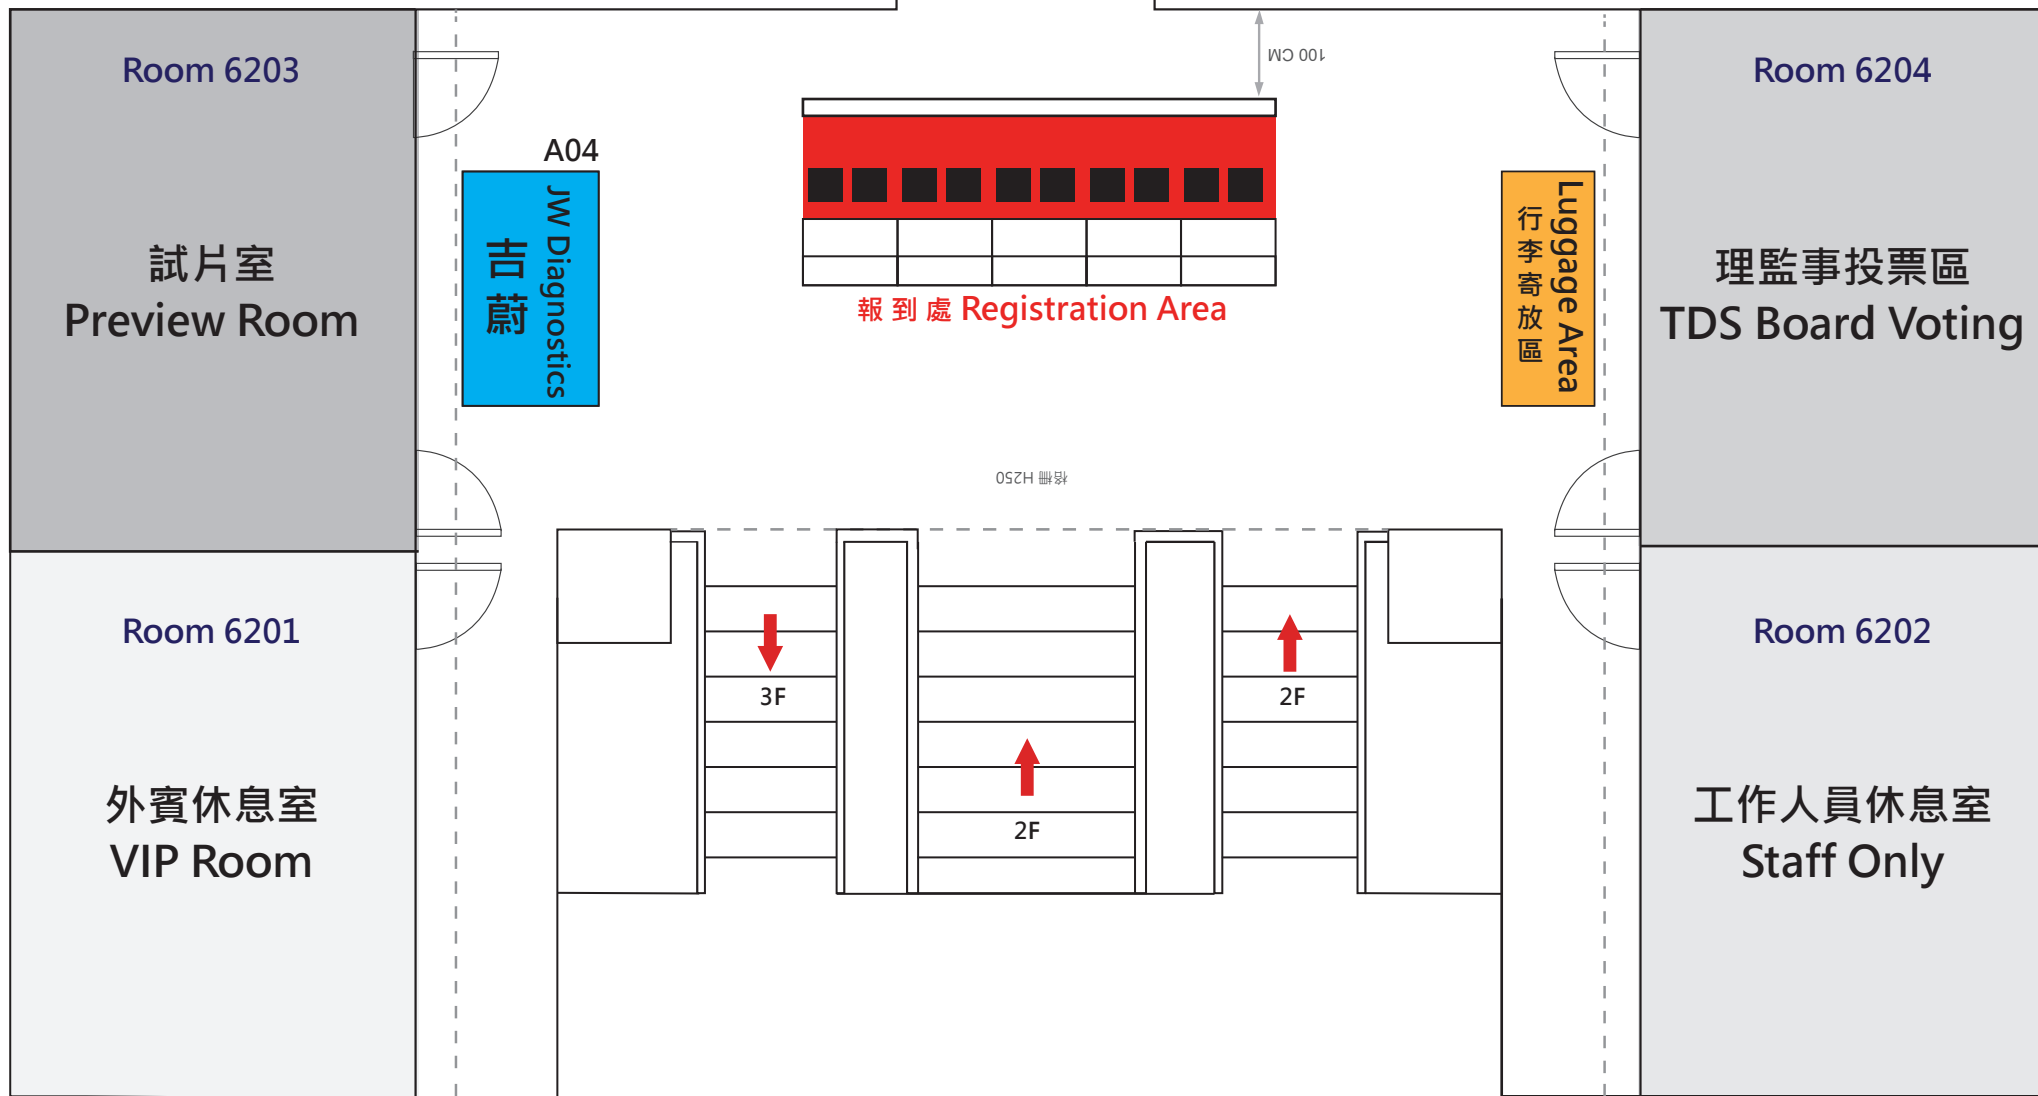 Room 6203
試片室
Preview Room
A04
JW Diagnostics
吉蔚
100 CM
報到處 Registration Area
Luggage Area
行李寄放區
Room 6204
理監事投票區
TDS Board Voting
格柵 H250
Room 6201
外賓休息室
VIP Room
3F
2F
2F
Room 6202
工作人員休息室
Staff Only